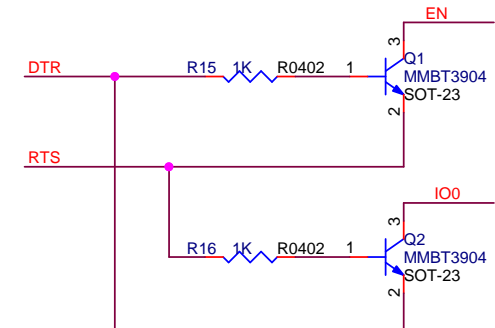 EN
3
Q1
DTR R15 1K R0402 1 MMBT3904
SOT-23
2
RTS
IO0
3
Q2
R16 1K R0402 1 MMBT3904
SOT-23
2